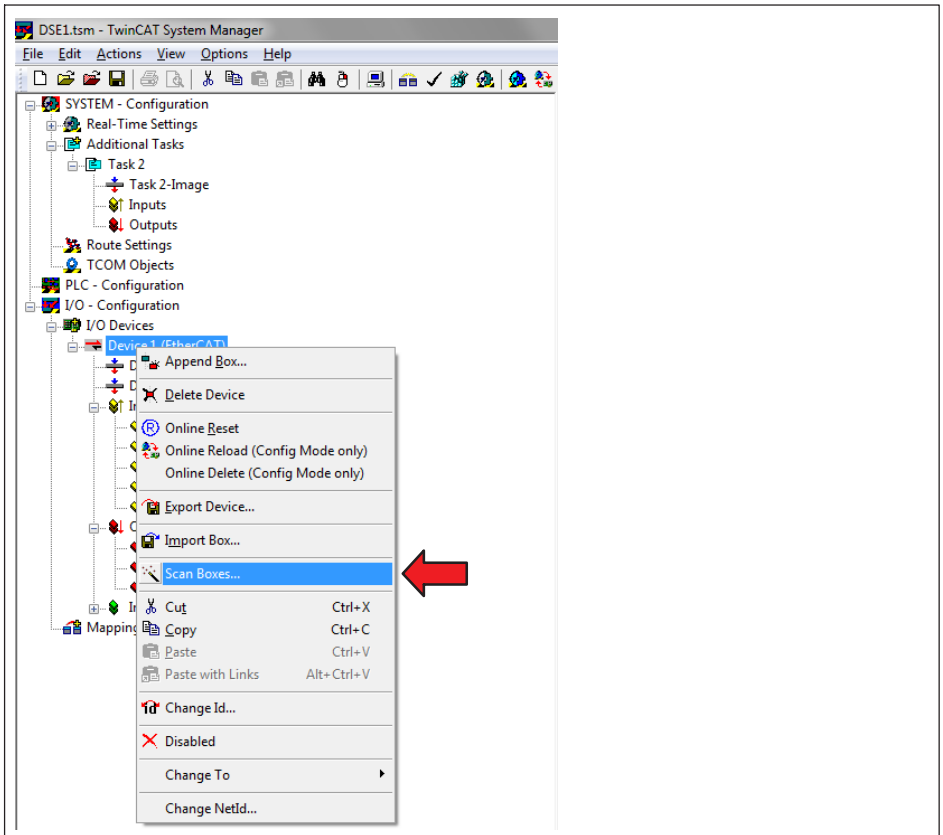 DSE1.tsm - TwinCAT System Manager
File Edit Actions View Options Help
SYSTEM - Configuration
Real-Time Settings
Additional Tasks
Task 2
Task 2-Image
Inputs
Outputs
Route Settings
TCOM Objects
PLC - Configuration
I/O - Configuration
I/O Devices
Device 1 (EtherCAT)
Append Box...
Delete Device
Online Reset
Online Reload (Config Mode only)
Online Delete (Config Mode only)
Export Device...
Import Box...
Scan Boxes...
Cut Ctrl+X
Mapping
Copy Ctrl+C
Paste Ctrl+V
Paste with Links Alt+Ctrl+V
Change Id...
Disabled
Change To
Change NetId...